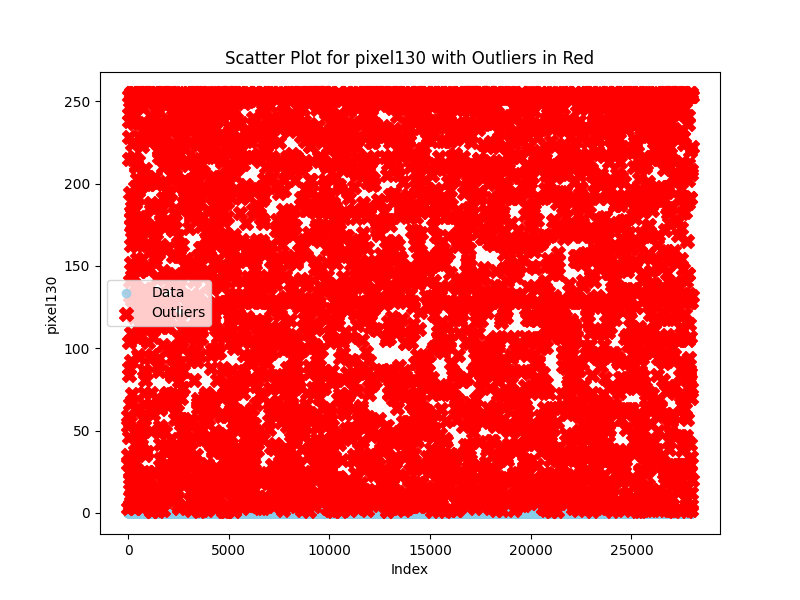 Scatter Plot for pixel130 with Outliers in Red
250
200
150
100
50
0
pixel130
Data
Outliers
0
5000
10000
15000
20000
25000
Index